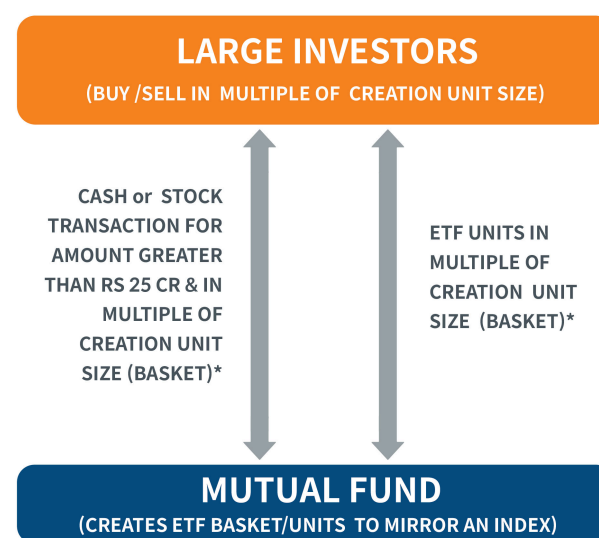 LARGE INVESTORS
(BUY /SELL IN MULTIPLE OF CREATION UNIT SIZE)
CASH or STOCK
TRANSACTION FOR
AMOUNT GREATER
THAN RS 25 CR & IN
MULTIPLE OF
CREATION UNIT
SIZE (BASKET)*
ETF UNITS IN
MULTIPLE OF
CREATION UNIT
SIZE (BASKET)*
MUTUAL FUND
(CREATES ETF BASKET/UNITS TO MIRROR AN INDEX)